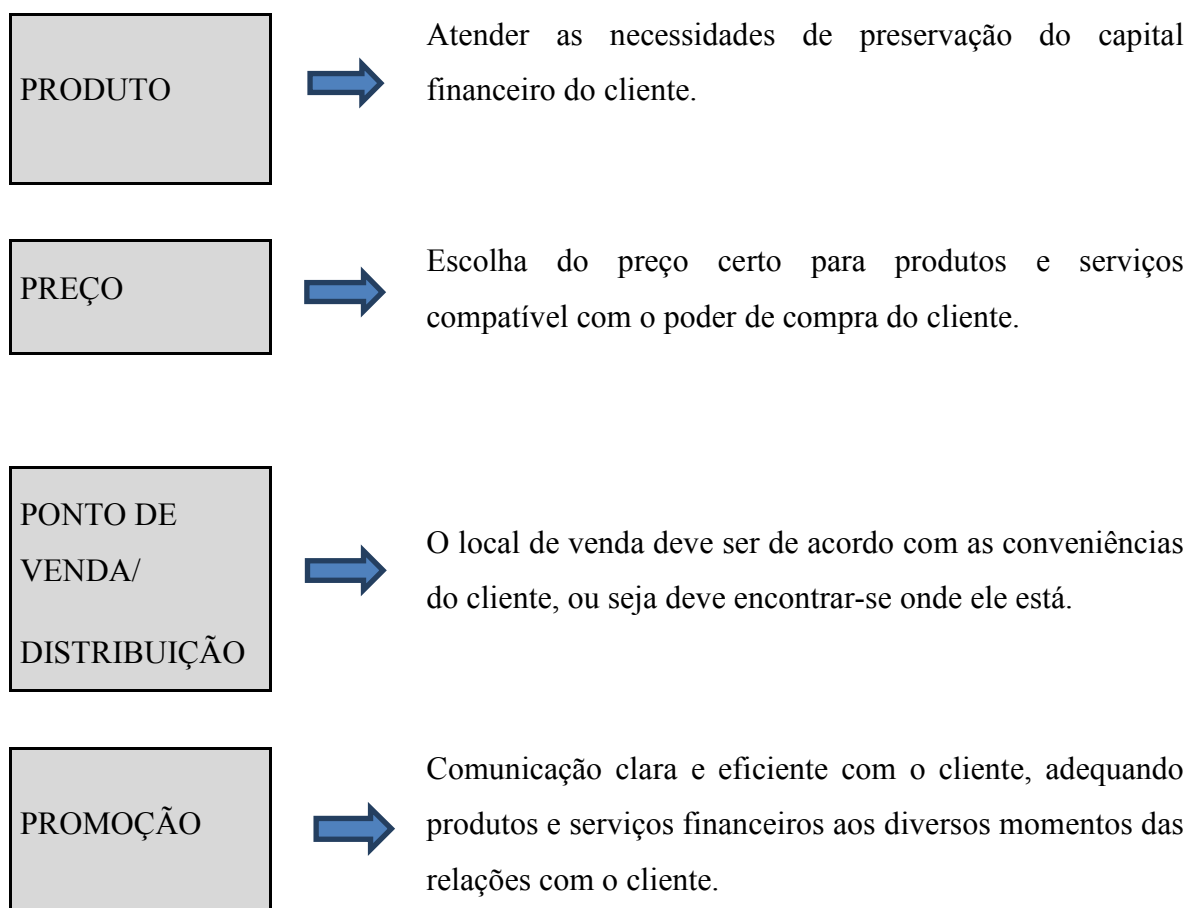 PRODUTO
Atender as necessidades de preservação do capital
financeiro do cliente.
PREÇO
Escolha do preço certo para produtos e serviços
compatível com o poder de compra do cliente.
PONTO DE
VENDA/
DISTRIBUIÇÃO
O local de venda deve ser de acordo com as conveniências
do cliente, ou seja deve encontrar-se onde ele está.
PROMOÇÃO
Comunicação clara e eficiente com o cliente, adequando
produtos e serviços financeiros aos diversos momentos das
relações com o cliente.